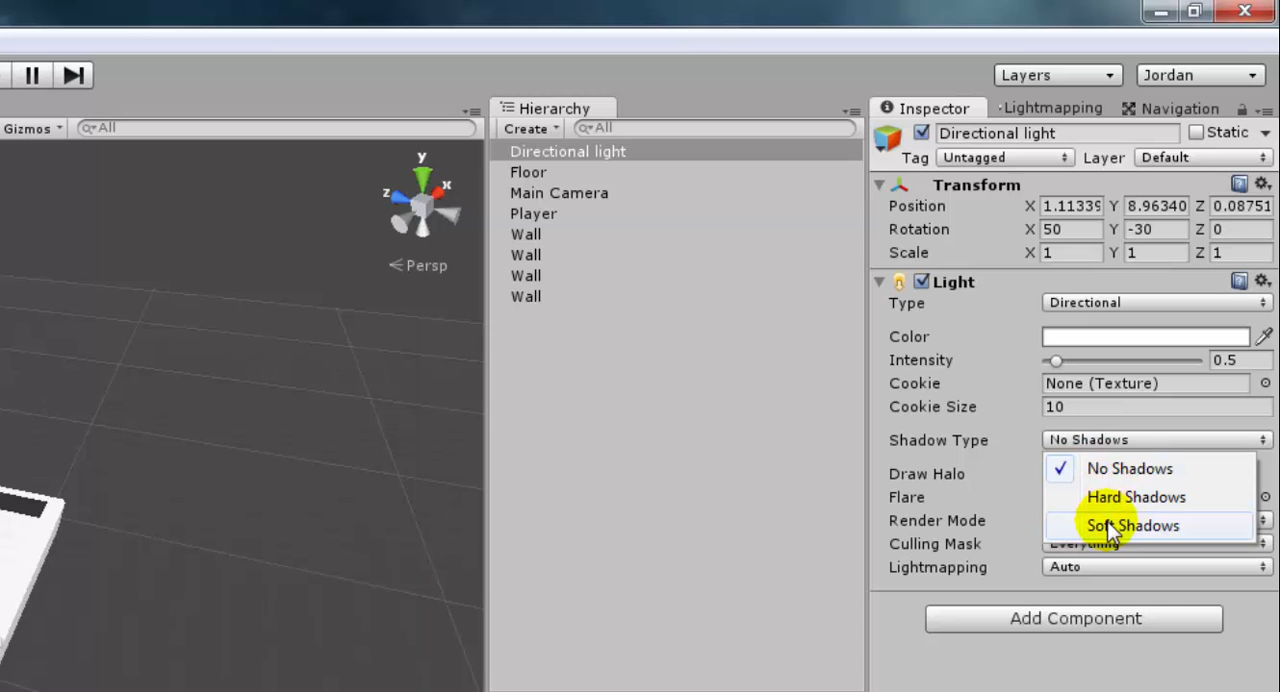 Layers
Jordan
Hierarchy
Inspector
Lightmapping
Navigation
Gizmos
All
Create
All
Directional light
Static
Tag
Untagged
Layer
Default
Directional light
Floor
Main Camera
Player
Wall
Wall
Wall
Wall
y
x
z
Persp
Transform
Position X 1.11339 Y 8.96340 Z 0.08751
Rotation X 50 Y -30 Z 0
Scale X 1 Y 1 Z 1
Light
Type Directional
Color
Intensity 0.5
Cookie None (Texture)
Cookie Size 10
Shadow Type No Shadows
No Shadows
Hard Shadows
Soft Shadows
Draw Halo
Flare
Render Mode
Culling Mask Everything
Lightmapping Auto
Add Component